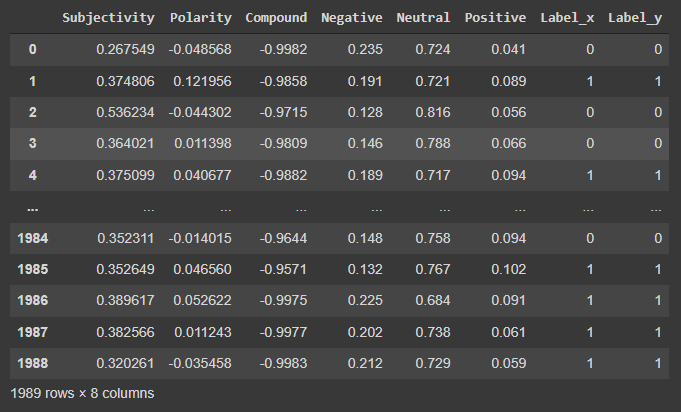 Subjectivity Polarity Compound Negative Neutral Positive Label_x Label_y
0 0.267549 -0.048568 -0.9982 0.235 0.724 0.041 0 0
1 0.374806 0.121956 -0.9858 0.191 0.721 0.089 1 1
2 0.536234 -0.044302 -0.9715 0.128 0.816 0.056 0 0
3 0.364021 0.011398 -0.9809 0.146 0.788 0.066 0 0
4 0.375099 0.040677 -0.9882 0.189 0.717 0.094 1 1
... ... ... ... ... ... ... ... ...
1984 0.352311 -0.014015 -0.9644 0.148 0.758 0.094 0 0
1985 0.352649 0.046560 -0.9571 0.132 0.767 0.102 1 1
1986 0.389617 0.052622 -0.9975 0.225 0.684 0.091 1 1
1987 0.382566 0.011243 -0.9977 0.202 0.738 0.061 1 1
1988 0.320261 -0.035458 -0.9983 0.212 0.729 0.059 1 1
1989 rows × 8 columns